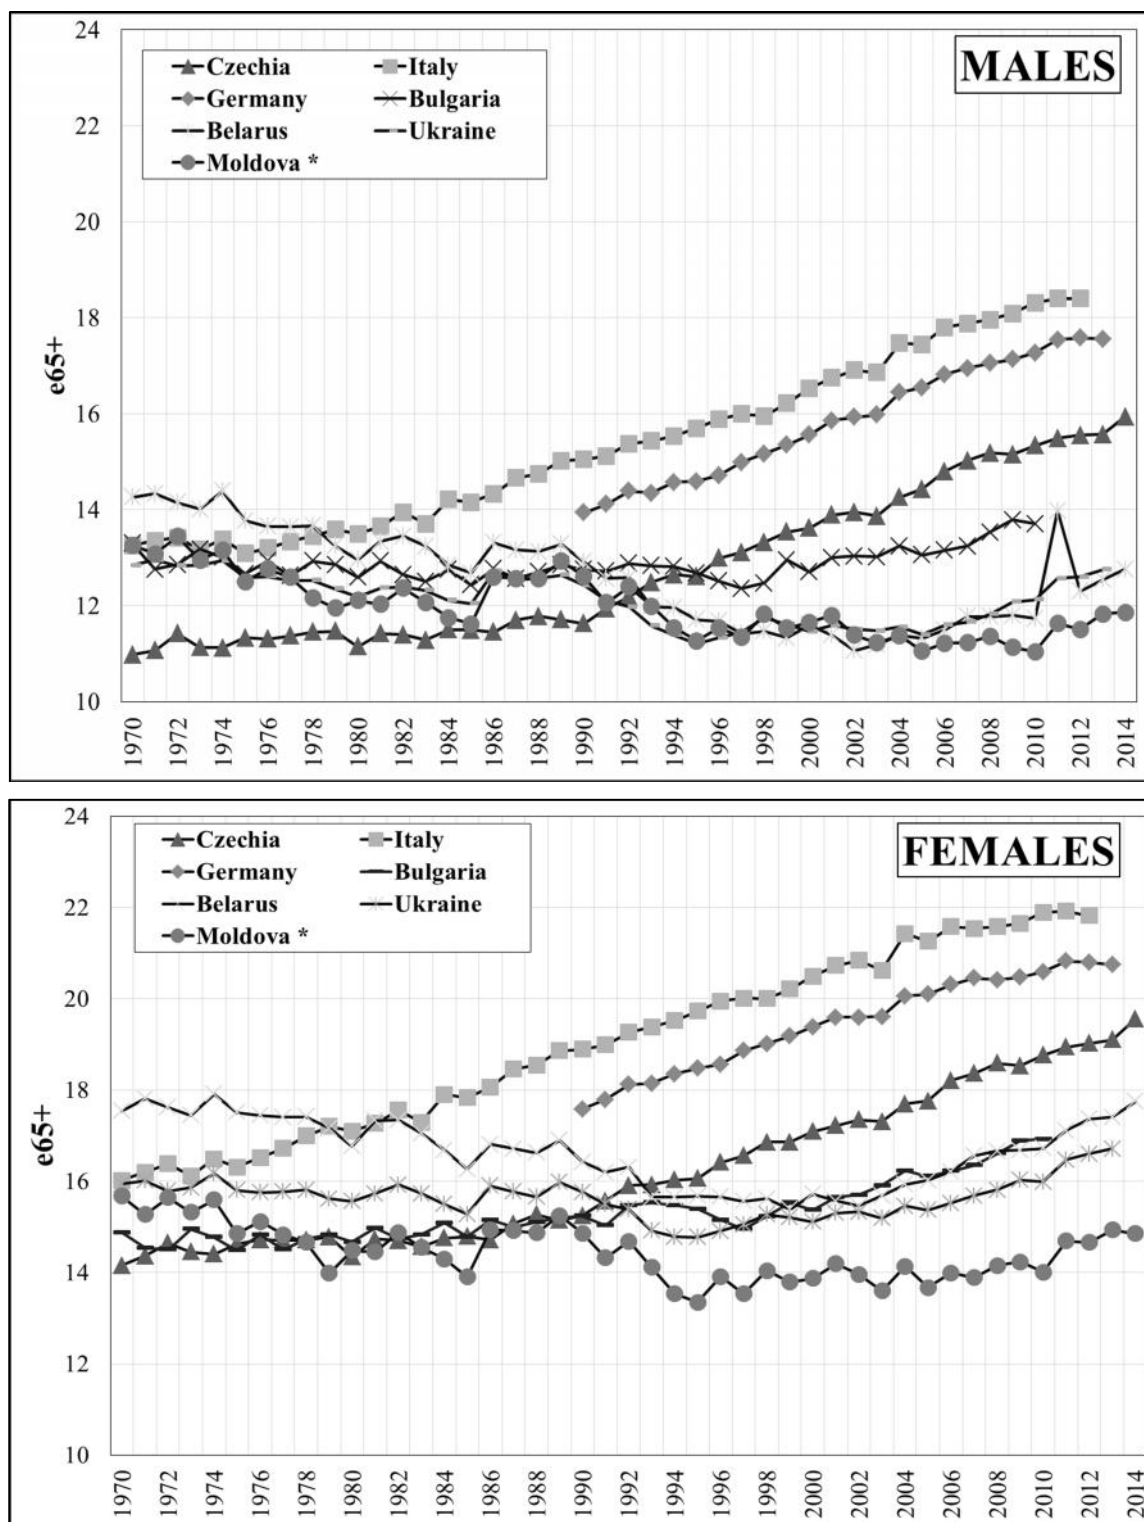 MALES
Czechia Italy
Germany Bulgaria
Belarus Ukraine
Moldova *
24
22
20
18
16
14
12
10
e65+
1970 1972 1974 1976 1978 1980 1982 1984 1986 1988 1990 1992 1994 1996 1998 2000 2002 2004 2006 2008 2010 2012 2014
FEMALES
Czechia Italy
Germany Bulgaria
Belarus Ukraine
Moldova *
24
22
20
18
16
14
12
10
e65+
1970 1972 1974 1976 1978 1980 1982 1984 1986 1988 1990 1992 1994 1996 1998 2000 2002 2004 2006 2008 2010 2012 2014